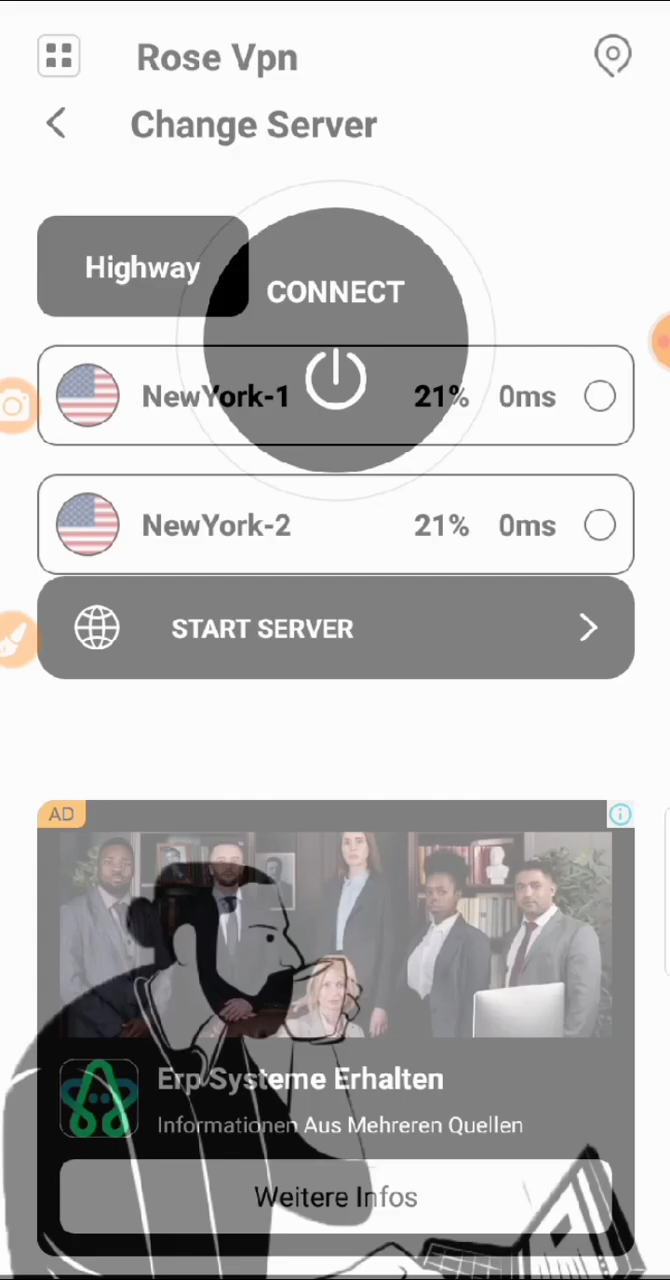 Rose Vpn
Change Server
Highway
CONNECT
NewYork-1 21% 0ms
NewYork-2 21% 0ms
START SERVER
AD
Erp Systeme Erhalten
Informationen Aus Mehreren Quellen
Weitere Infos